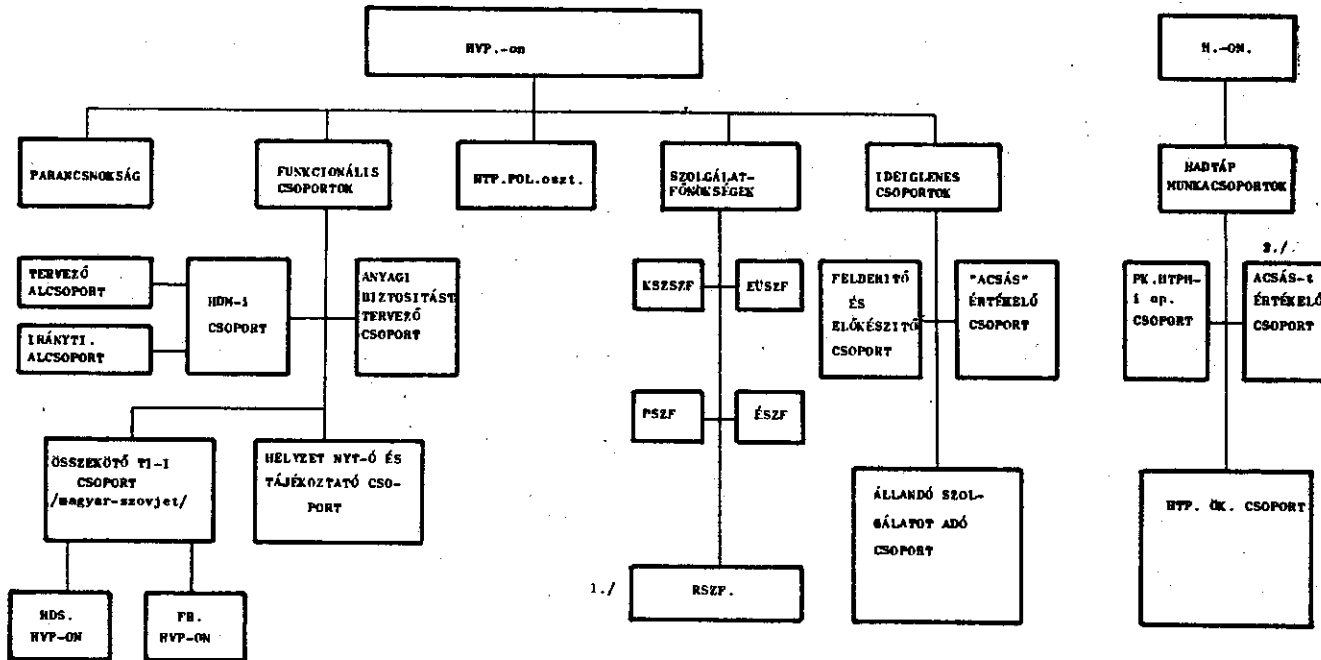 HVP.-on
H.-ON.
PARANCSNOKSÁG
FUNKCIONÁLIS
CSOPORTOK
HTP.POL.oszt.
SZOLGÁLAT-
FŐNÖKSÉGEK
IDEIGLENES
CSOPORTOK
HADTÁP
MUNKACSOPORTOK
TERVEZŐ
ALCSOPORT
IRÁNYTI.
ALCSOPORT
HDM-i
CSOPORT
ANYAGI
BIZTOSITÁST
TERVEZŐ
CSOPORT
KSZSZF
EÜSZF
FELDERITŐ
ÉS
ELŐKÉSZITŐ
CSOPORT
"ACSÁS"
ÉRTÉKELŐ
CSOPORT
PK.HTPH-
i op.
CSOPORT
2./.
ACSÁS-t
ÉRTÉKELŐ
CSOPORT
PSZF
ÉSZF
ÖSSZEKÖTŐ TI-I
CSOPORT
/magyar-szovjet/
HELYZET NYT-Ó ÉS
TÁJÉKOZTATÓ CSO-
PORT
ÁLLANDÓ SZOL-
GÁLATOT ADÓ
CSOPORT
HTP. ÖK. CSOPORT
HDS.
HVP-ON
FH.
HVP-ON
1./
RSZF.